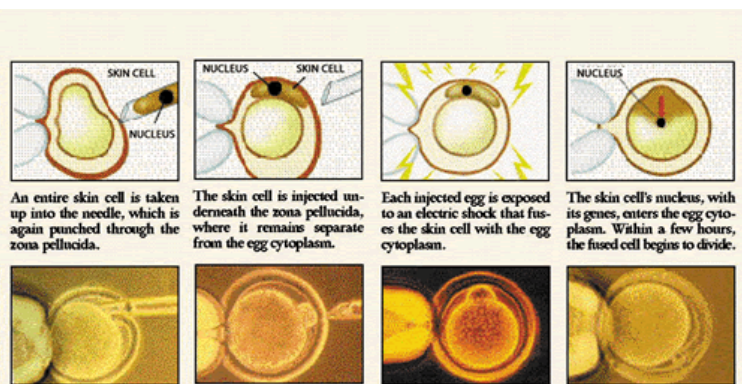 SKIN CELL
NUCLEUS
NUCLEUS
SKIN CELL
NUCLEUS
An entire skin cell is taken
up into the needle, which is
again punched through the
zona pellucida.
The skin cell is injected un-
derneath the zona pellucida,
where it remains separate
from the egg cytoplasm.
Each injected egg is exposed
to an electric shock that fus-
es the skin cell with the egg
cytoplasm.
The skin cell's nucleus, with
its genes, enters the egg cyto-
plasm. Within a few hours,
the fused cell begins to divide.